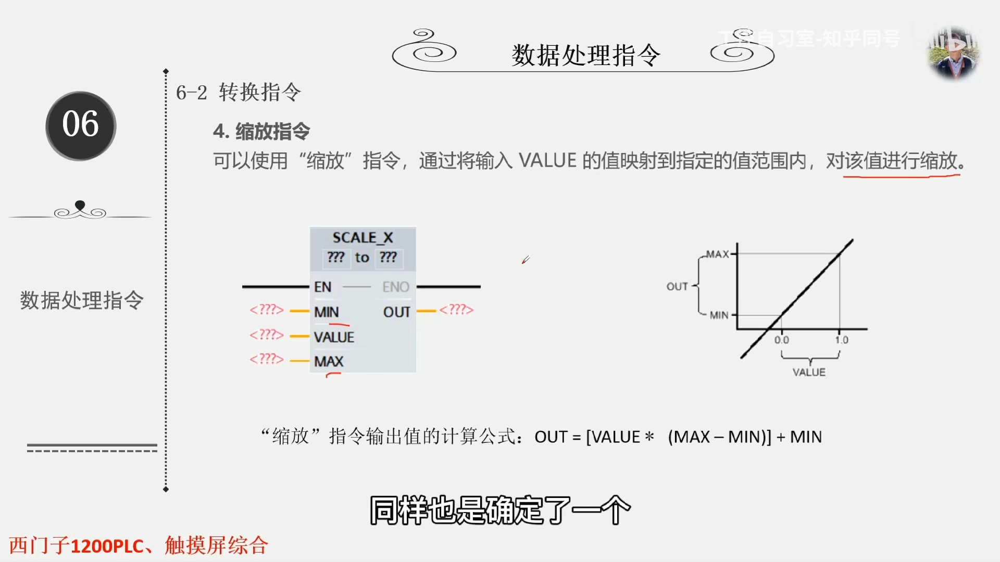 数据处理指令
自习室-知乎同号
6-2 转换指令
06
4. 缩放指令
可以使用“缩放”指令，通过将输入 VALUE 的值映射到指定的值范围内，对该值进行缩放。
数据处理指令
SCALE_X
??? to ???
EN ENO
<???> MIN OUT <???>
<???> VALUE
<???> MAX
MAX
OUT
MIN
0.0 1.0
VALUE
“缩放”指令输出值的计算公式：OUT = [VALUE＊ (MAX – MIN)] + MIN
同样也是确定了一个
西门子1200PLC、触摸屏综合